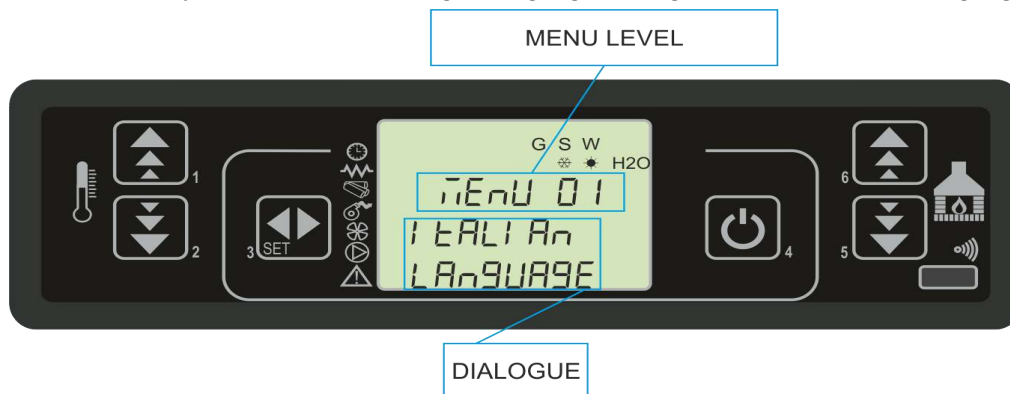 MENU LEVEL
G S W
H2O
MEnU 01
ITALIAn
LAngUAgE
1
2
3 SET
4
6
5
DIALOGUE